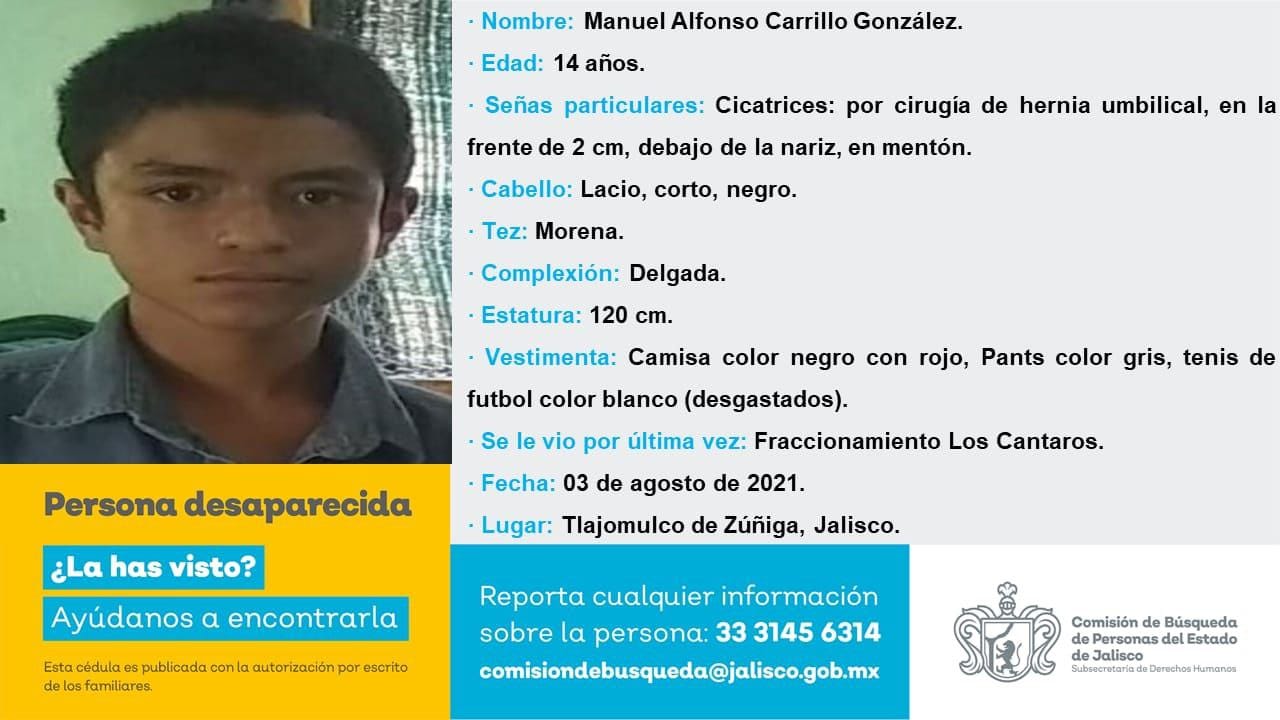 · Nombre: Manuel Alfonso Carrillo González.
· Edad: 14 años.
· Señas particulares: Cicatrices: por cirugía de hernia umbilical, en la
frente de 2 cm, debajo de la nariz, en mentón.
· Cabello: Lacio, corto, negro.
· Tez: Morena.
· Complexión: Delgada.
· Estatura: 120 cm.
· Vestimenta: Camisa color negro con rojo, Pants color gris, tenis de
futbol color blanco (desgastados).
· Se le vio por última vez: Fraccionamiento Los Cantaros.
· Fecha: 03 de agosto de 2021.
· Lugar: Tlajomulco de Zúñiga, Jalisco.
Persona desaparecida
¿La has visto?
Ayúdanos a encontrarla
Esta cédula es publicada con la autorización por escrito
de los familiares.
Reporta cualquier información
sobre la persona: 33 3145 6314
comisiondebusqueda@jalisco.gob.mx
Comisión de Búsqueda
de Personas del Estado
de Jalisco
Subsecretaría de Derechos Humanos